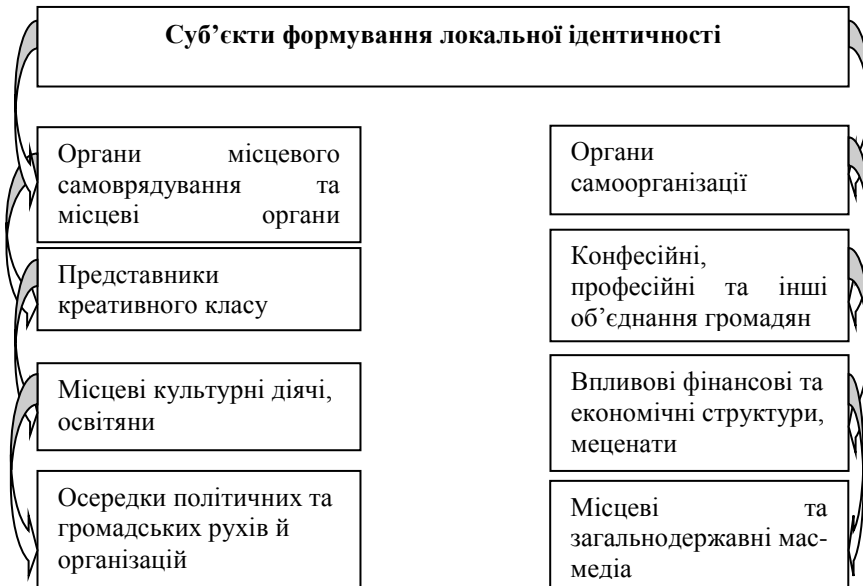 Суб’єкти формування локальної ідентичності
Органи місцевого
самоврядування та
місцеві органи
Представники
креативного класу
Місцеві культурні діячі,
освітяни
Осередки політичних та
громадських рухів й
організацій
Органи
самоорганізації
Конфесійні,
професійні та інші
об’єднання громадян
Впливові фінансові та
економічні структури,
меценати
Місцеві та
загальнодержавні мас-
медіа